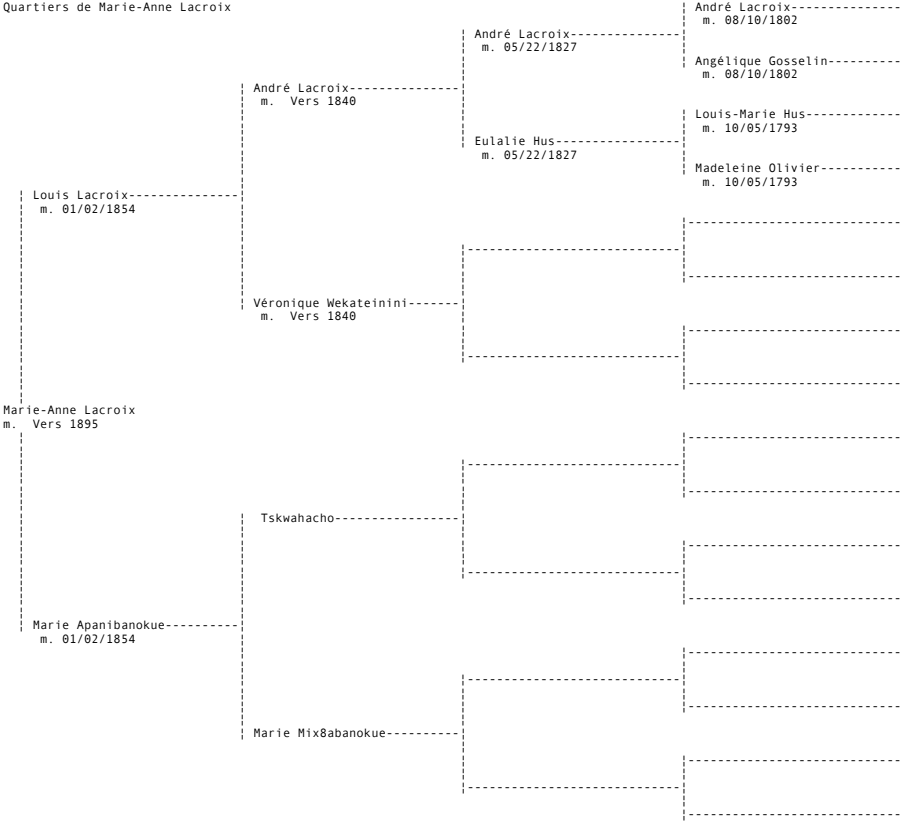 Quartiers de Marie-Anne Lacroix
André Lacroix
m. 08/10/1802
André Lacroix
m. 05/22/1827
Angélique Gosselin
m. 08/10/1802
André Lacroix
m. Vers 1840
Louis-Marie Hus
m. 10/05/1793
Eulalie Hus
m. 05/22/1827
Madeleine Olivier
m. 10/05/1793
Louis Lacroix
m. 01/02/1854
Véronique Wekateinini
m. Vers 1840
Marie-Anne Lacroix
m. Vers 1895
Tskwahacho
Marie Apanibanokue
m. 01/02/1854
Marie Mix8abanokue